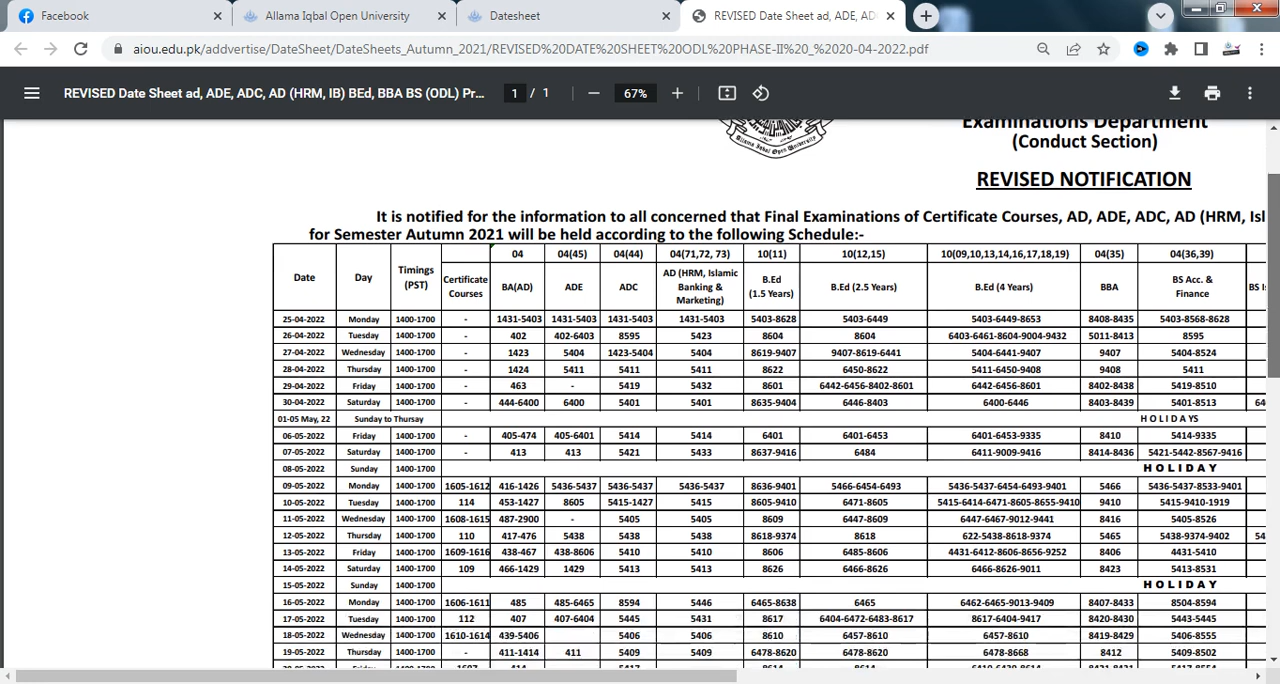 Facebook
Allama Iqbal Open University
Datesheet
REVISED Date Sheet ad, ADE, AD
aiou.edu.pk/addvertise/DateSheet/DateSheets_Autumn_2021/REVISED%20DATE%20SHEET%20ODL%20PHASE-II%20_%2020-04-2022.pdf
REVISED Date Sheet ad, ADE, ADC, AD (HRM, IB) BEd, BBA BS (ODL) Pr... 1 / 1 67%
Allama Iqbal Open University
Examinations Department
(Conduct Section)
REVISED NOTIFICATION
It is notified for the information to all concerned that Final Examinations of Certificate Courses, AD, ADE, ADC, AD (HRM, Isl
for Semester Autumn 2021 will be held according to the following Schedule:-
04 04(45) 04(44) 04(71,72, 73) 10(11) 10(12,15) 10(09,10,13,14,16,17,18,19) 04(35) 04(36,39)
Date Day Timings (PST) Certificate Courses BA(AD) ADE ADC AD (HRM, Islamic Banking & Marketing) B.Ed (1.5 Years) B.Ed (2.5 Years) B.Ed (4 Years) BBA BS Acc. & Finance BS I
25-04-2022 Monday 1400-1700 - 1431-5403 1431-5403 1431-5403 1431-5403 5403-8628 5403-6449 5403-6449-8653 8408-8435 5403-8568-8628
26-04-2022 Tuesday 1400-1700 - 402 402-6403 8595 5423 8604 8604 6403-6461-8604-9004-9432 5011-8413 8595
27-04-2022 Wednesday 1400-1700 - 1423 5404 1423-5404 5404 8619-9407 9407-8619-6441 5404-6441-9407 9407 5404-8524
28-04-2022 Thursday 1400-1700 - 1424 5411 5411 5411 8622 6450-8622 5411-6450-9408 9408 5411
29-04-2022 Friday 1400-1700 - 463 - 5419 5432 8601 6442-6456-8402-8601 6442-6456-8601 8402-8438 5419-8510
30-04-2022 Saturday 1400-1700 - 444-6400 6400 5401 5401 8635-9404 6446-8403 6400-6446 8403-8439 5401-8513 640
01-05 May, 22 Sunday to Thursay HOLIDAYS
06-05-2022 Friday 1400-1700 - 405-474 405-6401 5414 5414 6401 6401-6453 6401-6453-9335 8410 5414-9335
07-05-2022 Saturday 1400-1700 - 413 413 5421 5433 8637-9416 6484 6411-9009-9416 8414-8436 5421-5442-8567-9416
08-05-2022 Sunday 1400-1700 HOLIDAY
09-05-2022 Monday 1400-1700 1605-1612 416-1426 5436-5437 5436-5437 5436-5437 8636-9401 5466-6454-6493 5436-5437-6454-6493-9401 5466 5436-5437-8533-9401
10-05-2022 Tuesday 1400-1700 114 453-1427 8605 5415-1427 5415 8605-9410 6471-8605 5415-6414-6471-8605-8655-9410 9410 5415-9410-1919
11-05-2022 Wednesday 1400-1700 1608-1615 487-2900 - 5405 5405 8609 6447-8609 6447-6467-9012-9441 8416 5405-8526
12-05-2022 Thursday 1400-1700 110 417-476 5438 5438 5438 8618-9374 8618 622-5438-8618-9374 5465 5438-9374-9402 54
13-05-2022 Friday 1400-1700 1609-1616 438-467 438-8606 5410 5410 8606 6485-8606 4431-6412-8606-8656-9252 8406 4431-5410
14-05-2022 Saturday 1400-1700 109 466-1429 1429 5413 5413 8626 6466-8626 6466-8626-9011 8423 5413-8531
15-05-2022 Sunday 1400-1700 HOLIDAY
16-05-2022 Monday 1400-1700 1606-1611 485 485-6465 8594 5446 6465-8638 6465 6462-6465-9013-9409 8407-8433 8504-8594
17-05-2022 Tuesday 1400-1700 112 407 407-6404 5445 5431 8617 6404-6472-6483-8617 8617-6404-9417 8420-8430 5443-5445
18-05-2022 Wednesday 1400-1700 1610-1614 439-5406 5406 5406 8610 6457-8610 6457-8610 8419-8429 5406-8555
19-05-2022 Thursday 1400-1700 - 411-1414 411 5409 5409 6478-8620 6478-8620 6478-8668 8412 5409-8502